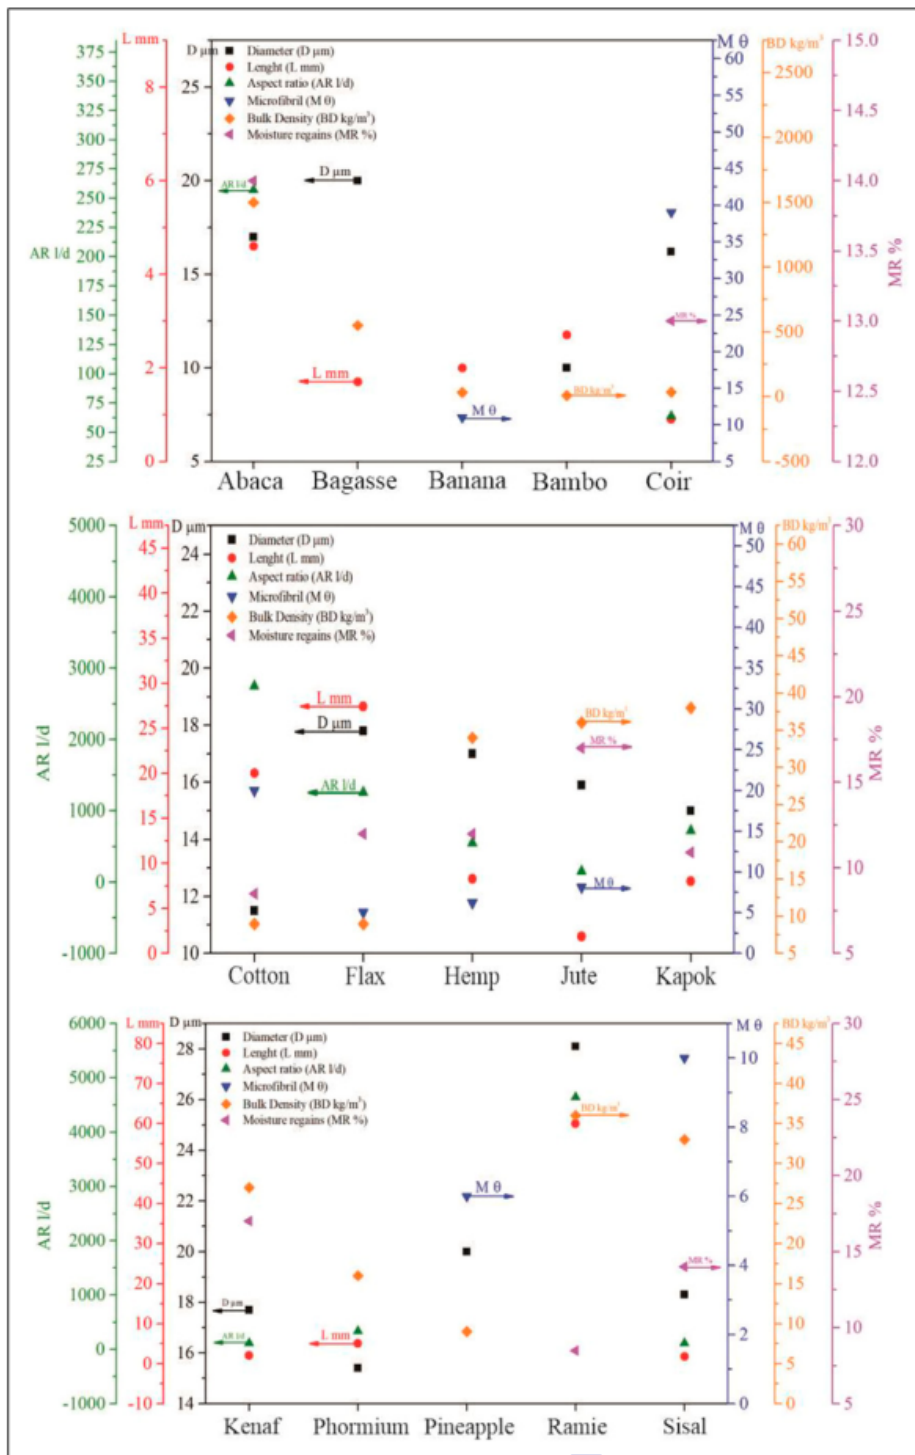 L mm
D μm
M θ
BD kg/m³
375
350
325
300
275
250
225
200
175
150
125
100
75
50
25
AR l/d
8
6
4
2
0
25
20
15
10
5
Diameter (D μm)
Lenght (L mm)
Aspect ratio (AR l/d)
Microfibril (M θ)
Bulk Density (BD kg/m³)
Moisture regains (MR %)
AR l/d
D μm
L mm
M θ
BD kg/m³
MR %
60
55
50
45
40
35
30
25
20
15
10
5
2500
2000
1500
1000
500
0
-500
15.0
14.5
14.0
13.5
13.0
12.5
12.0
MR %
Abaca Bagasse Banana Bambo Coir
L mm
D μm
M θ
BD kg/m³
5000
4000
3000
2000
1000
0
-1000
AR l/d
45
40
35
30
25
20
15
10
5
0
24
22
20
18
16
14
12
10
Diameter (D μm)
Lenght (L mm)
Aspect ratio (AR l/d)
Microfibril (M θ)
Bulk Density (BD kg/m³)
Moisture regains (MR %)
L mm
D μm
AR l/d
BD kg/m³
MR %
M θ
50
45
40
35
30
25
20
15
10
5
0
60
55
50
45
40
35
30
25
20
15
10
5
30
25
20
15
10
5
MR %
Cotton Flax Hemp Jute Kapok
L mm
D μm
M θ
BD kg/m³
6000
5000
4000
3000
2000
1000
0
-1000
AR l/d
80
70
60
50
40
30
20
10
0
-10
28
26
24
22
20
18
16
14
Diameter (D μm)
Lenght (L mm)
Aspect ratio (AR l/d)
Microfibril (M θ)
Bulk Density (BD kg/m³)
Moisture regains (MR %)
BD kg/m³
M θ
MR %
D μm
AR l/d
L mm
10
8
6
4
2
0
45
40
35
30
25
20
15
10
5
0
30
25
20
15
10
5
MR %
Kenaf Phormium Pineapple Ramie Sisal